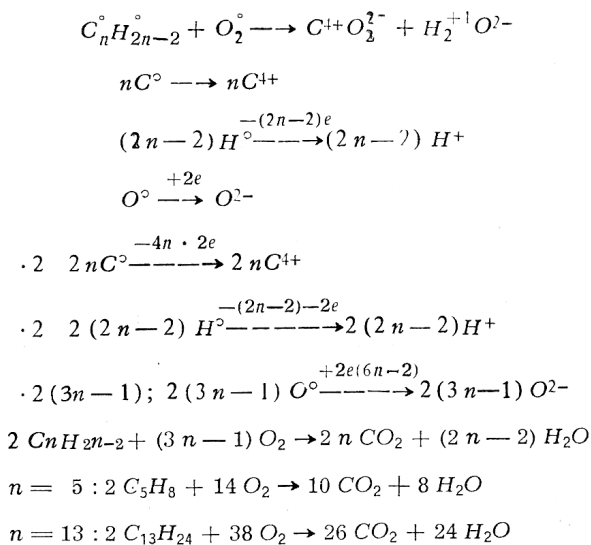 C°nH°2n−2 + O°2 ⟶ C4+O2−2 + H+12O2−
nC° ⟶ nC4+
(2n − 2) H° −(2n−2)e ⟶ (2n − 2) H+
O° +2e ⟶ O2−
·2 2nC° −4n · 2e ⟶ 2 nC4+
·2 2 (2n − 2) H° −(2n−2)−2e ⟶ 2 (2n − 2)H+
·2 (3n − 1); 2 (3n − 1) O° +2e(6n−2) ⟶ 2 (3n−1) O2−
2 CnH2n−2 + (3n − 1) O2 → 2 n CO2 + (2n − 2) H2O
n = 5 : 2 C5H8 + 14 O2 → 10 CO2 + 8 H2O
n = 13 : 2 C13H24 + 38 O2 → 26 CO2 + 24 H2O